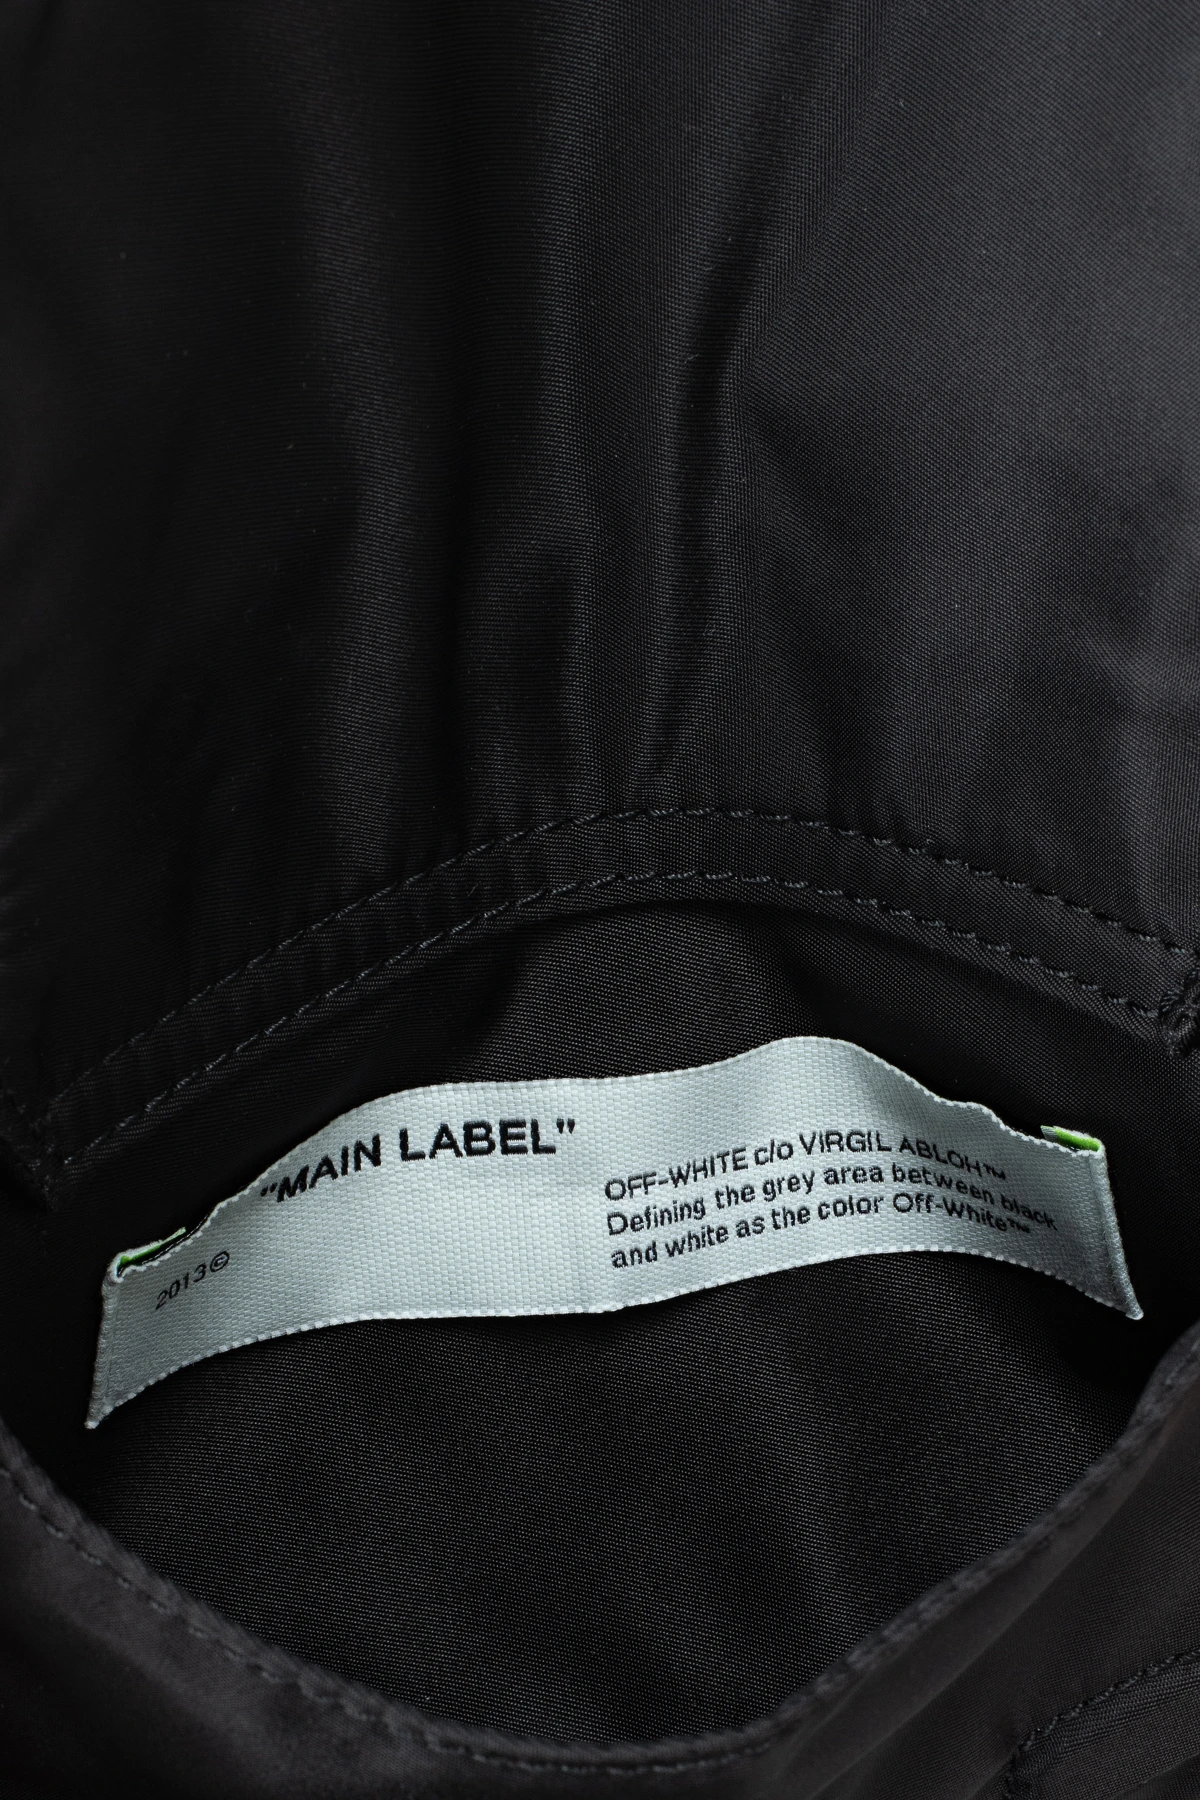 "MAIN LABEL"
2013©
OFF-WHITE c/o VIRGIL ABLOH™
Defining the grey area between black
and white as the color Off-White™